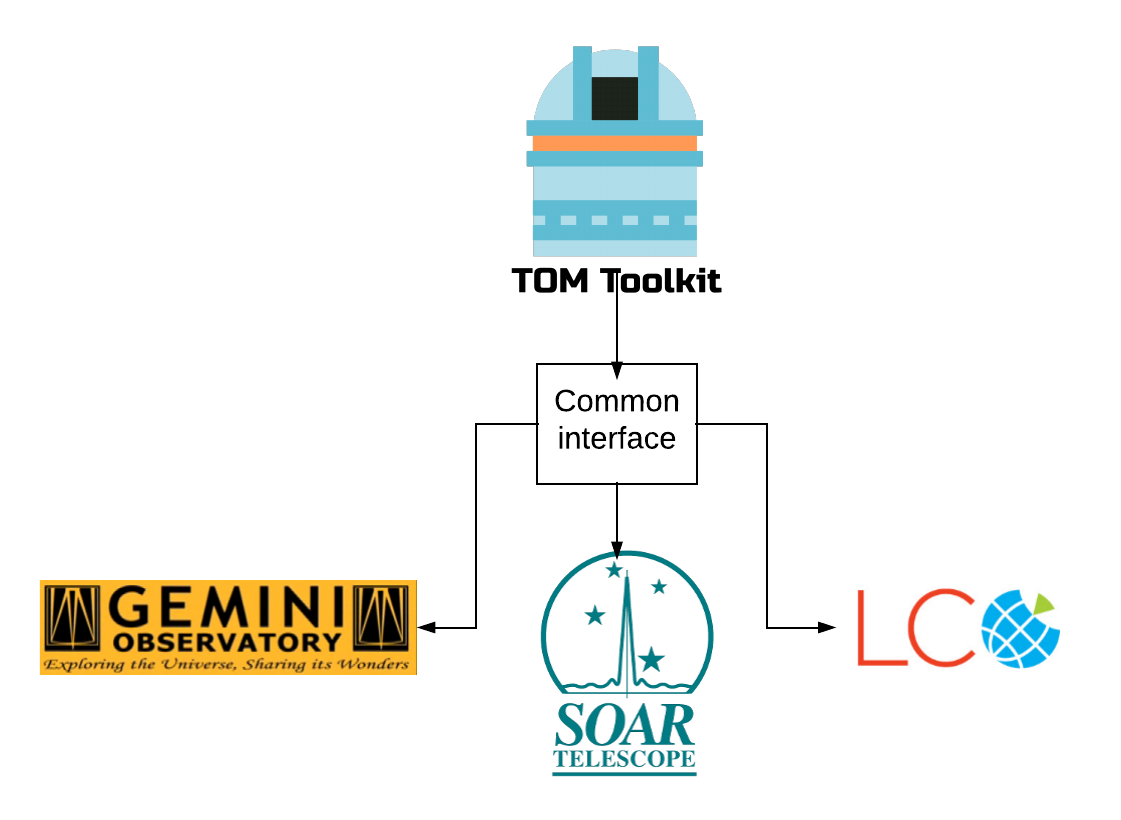 TOM Toolkit
Common
interface
GEMINI
OBSERVATORY
Exploring the Universe, Sharing its Wonders
SOAR
TELESCOPE
LCO